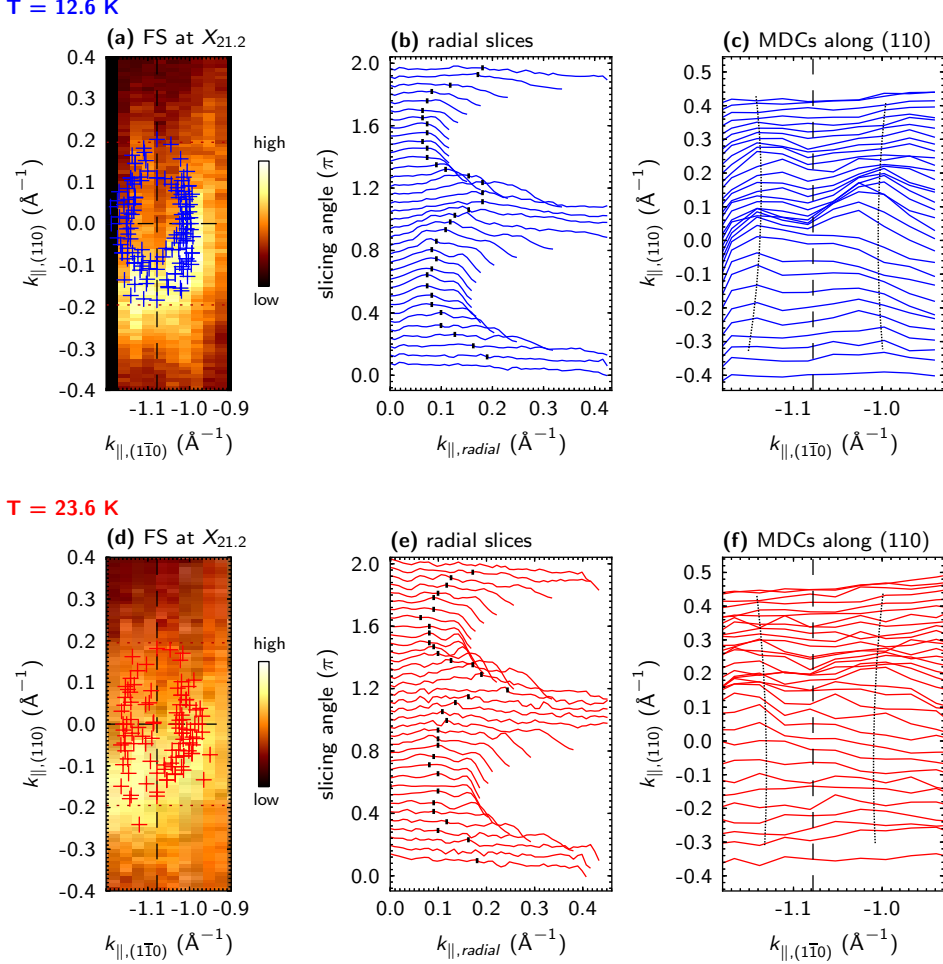 T = 12.6 K
(a) FS at X21.2
(b) radial slices
(c) MDCs along (110)
0.4
0.3
0.2
0.1
0.0
-0.1
-0.2
-0.3
-0.4
k∥,(110) (Å⁻¹)
-1.1 -1.0 -0.9
k∥,(11̅0) (Å⁻¹)
high
low
2.0
1.6
1.2
0.8
0.4
0.0
slicing angle (π)
0.0 0.1 0.2 0.3 0.4
k∥,radial (Å⁻¹)
0.5
0.4
0.3
0.2
0.1
0.0
-0.1
-0.2
-0.3
-0.4
k∥,(110) (Å⁻¹)
-1.1 -1.0
k∥,(11̅0) (Å⁻¹)
T = 23.6 K
(d) FS at X21.2
(e) radial slices
(f) MDCs along (110)
0.4
0.3
0.2
0.1
0.0
-0.1
-0.2
-0.3
-0.4
k∥,(110) (Å⁻¹)
-1.1 -1.0 -0.9
k∥,(11̅0) (Å⁻¹)
high
low
2.0
1.6
1.2
0.8
0.4
0.0
slicing angle (π)
0.0 0.1 0.2 0.3 0.4
k∥,radial (Å⁻¹)
0.5
0.4
0.3
0.2
0.1
0.0
-0.1
-0.2
-0.3
-0.4
k∥,(110) (Å⁻¹)
-1.1 -1.0
k∥,(11̅0) (Å⁻¹)